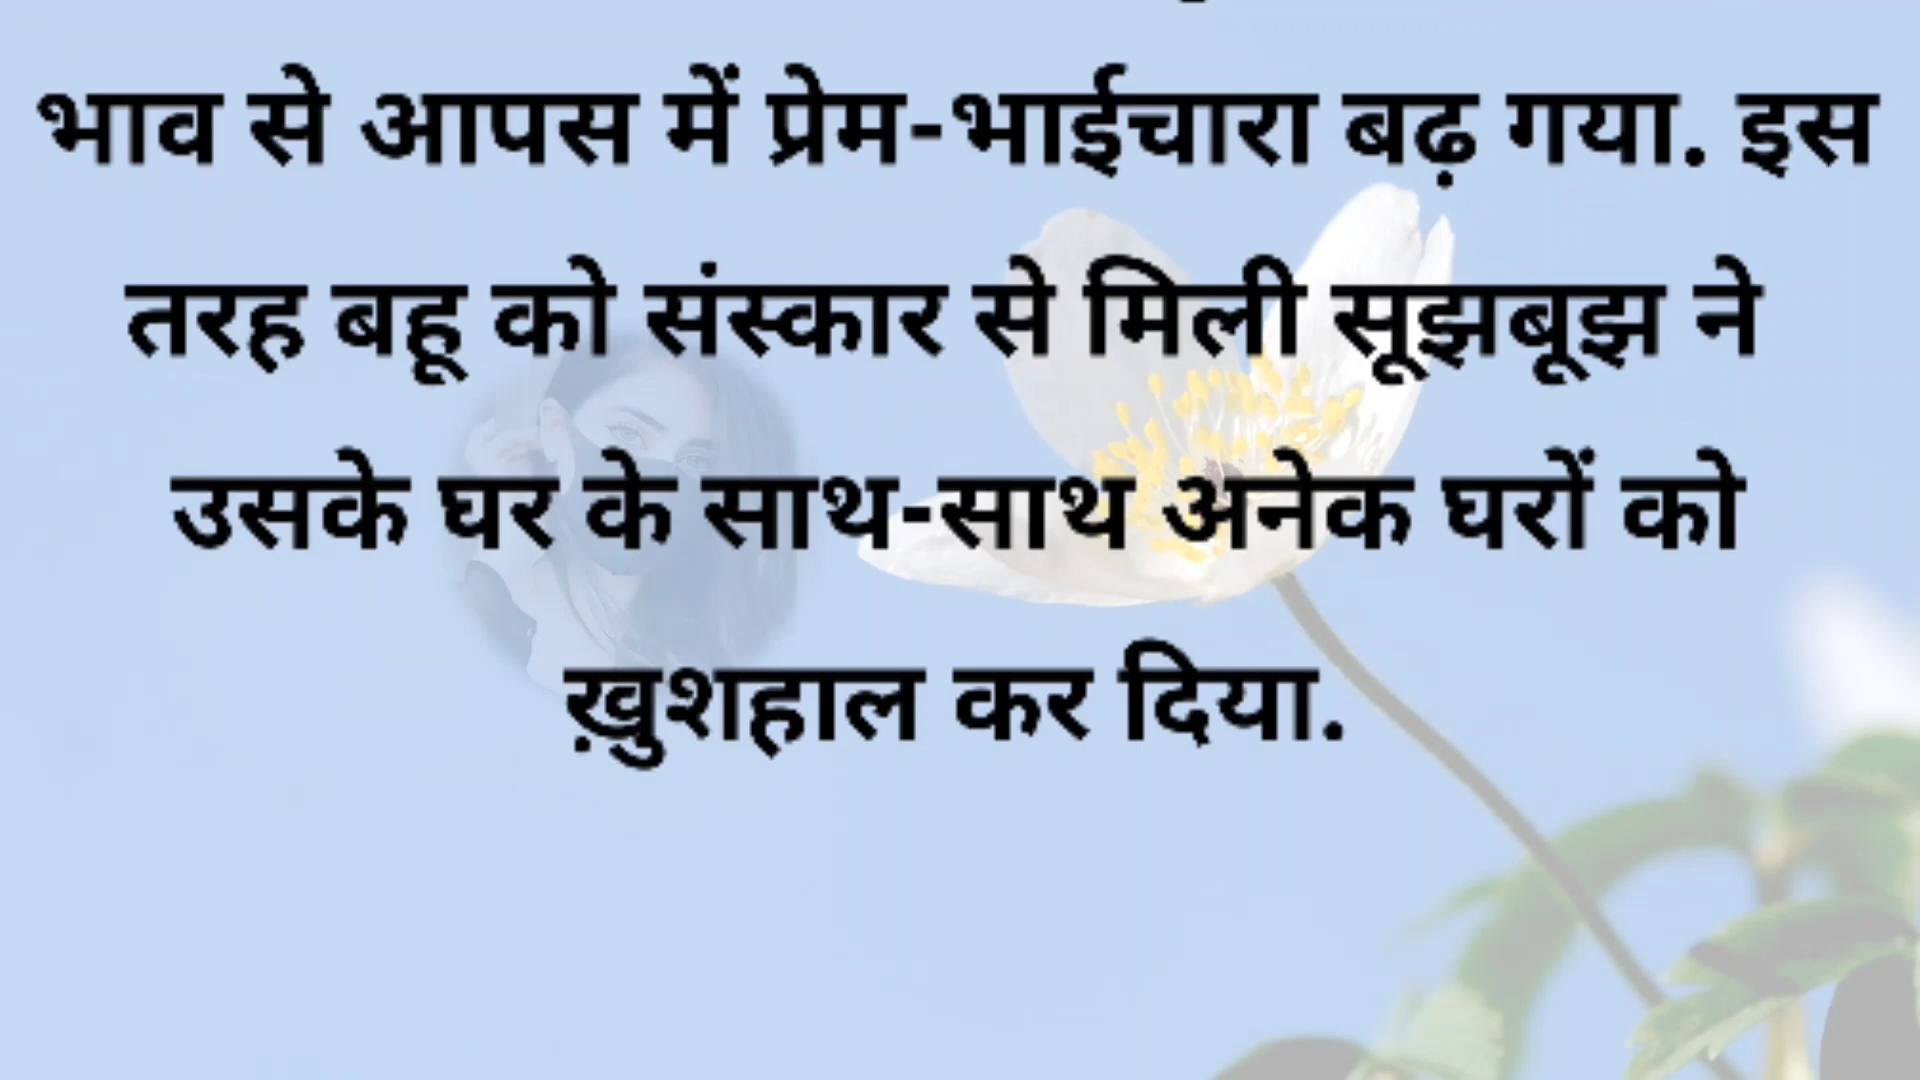 भाव से आपस में प्रेम-भाईचारा बढ़ गया. इस
तरह बहू को संस्कार से मिली सूझबूझ ने
उसके घर के साथ-साथ अनेक घरों को
ख़ुशहाल कर दिया.